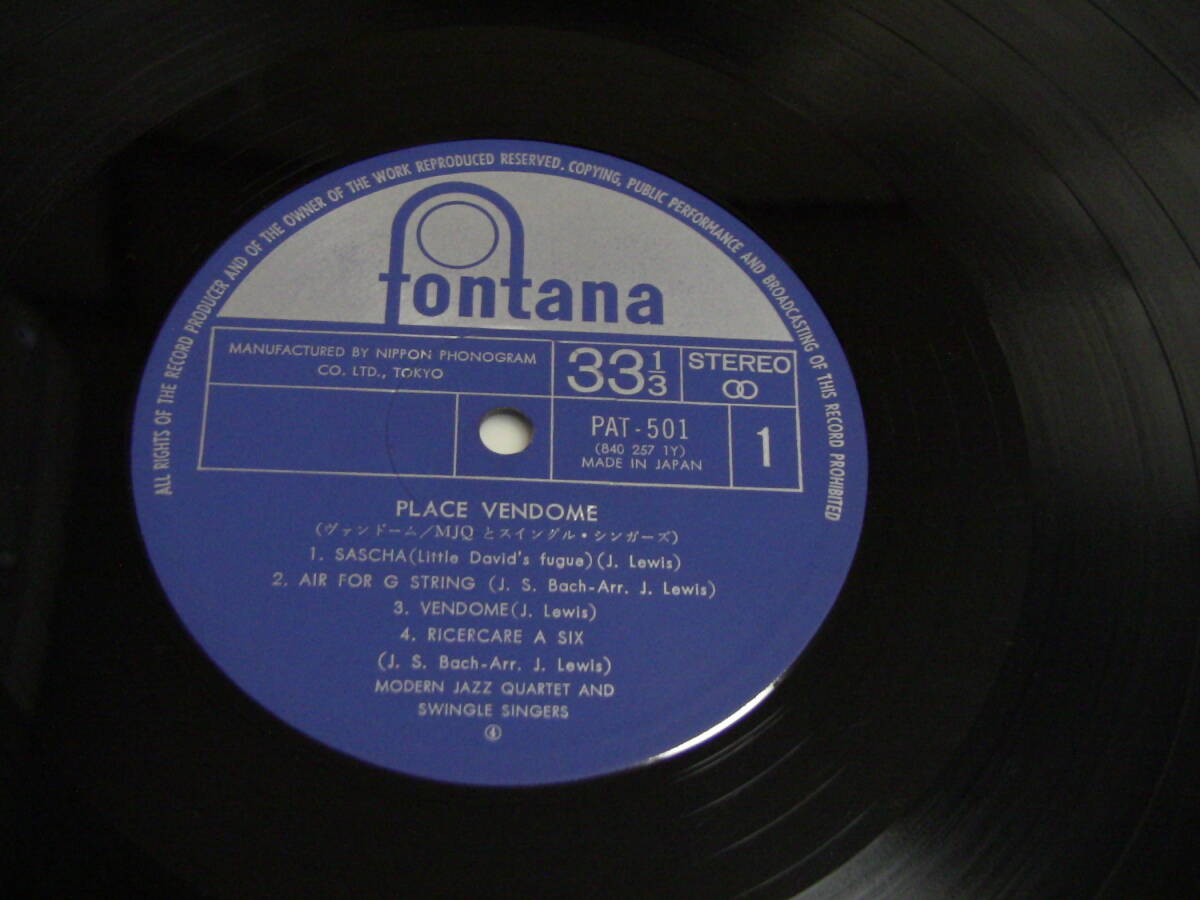 ALL RIGHTS OF THE RECORD PRODUCER AND OF THE OWNER OF THE WORK REPRODUCED RESERVED. COPYING, PUBLIC PERFORMANCE AND BROADCASTING OF THIS RECORD PROHIBITED
fontana
MANUFACTURED BY NIPPON PHONOGRAM
CO. LTD., TOKYO
33 1/3
STEREO
PAT-501
(840 257 1Y)
MADE IN JAPAN
1
PLACE VENDOME
(ヴァンドーム/MJQ とスイングル・シンガーズ)
1. SASCHA(Little David's fugue)(J. Lewis)
2. AIR FOR G STRING (J. S. Bach-Arr. J. Lewis)
3. VENDOME(J. Lewis)
4. RICERCARE A SIX
(J. S. Bach-Arr. J. Lewis)
MODERN JAZZ QUARTET AND
SWINGLE SINGERS
④